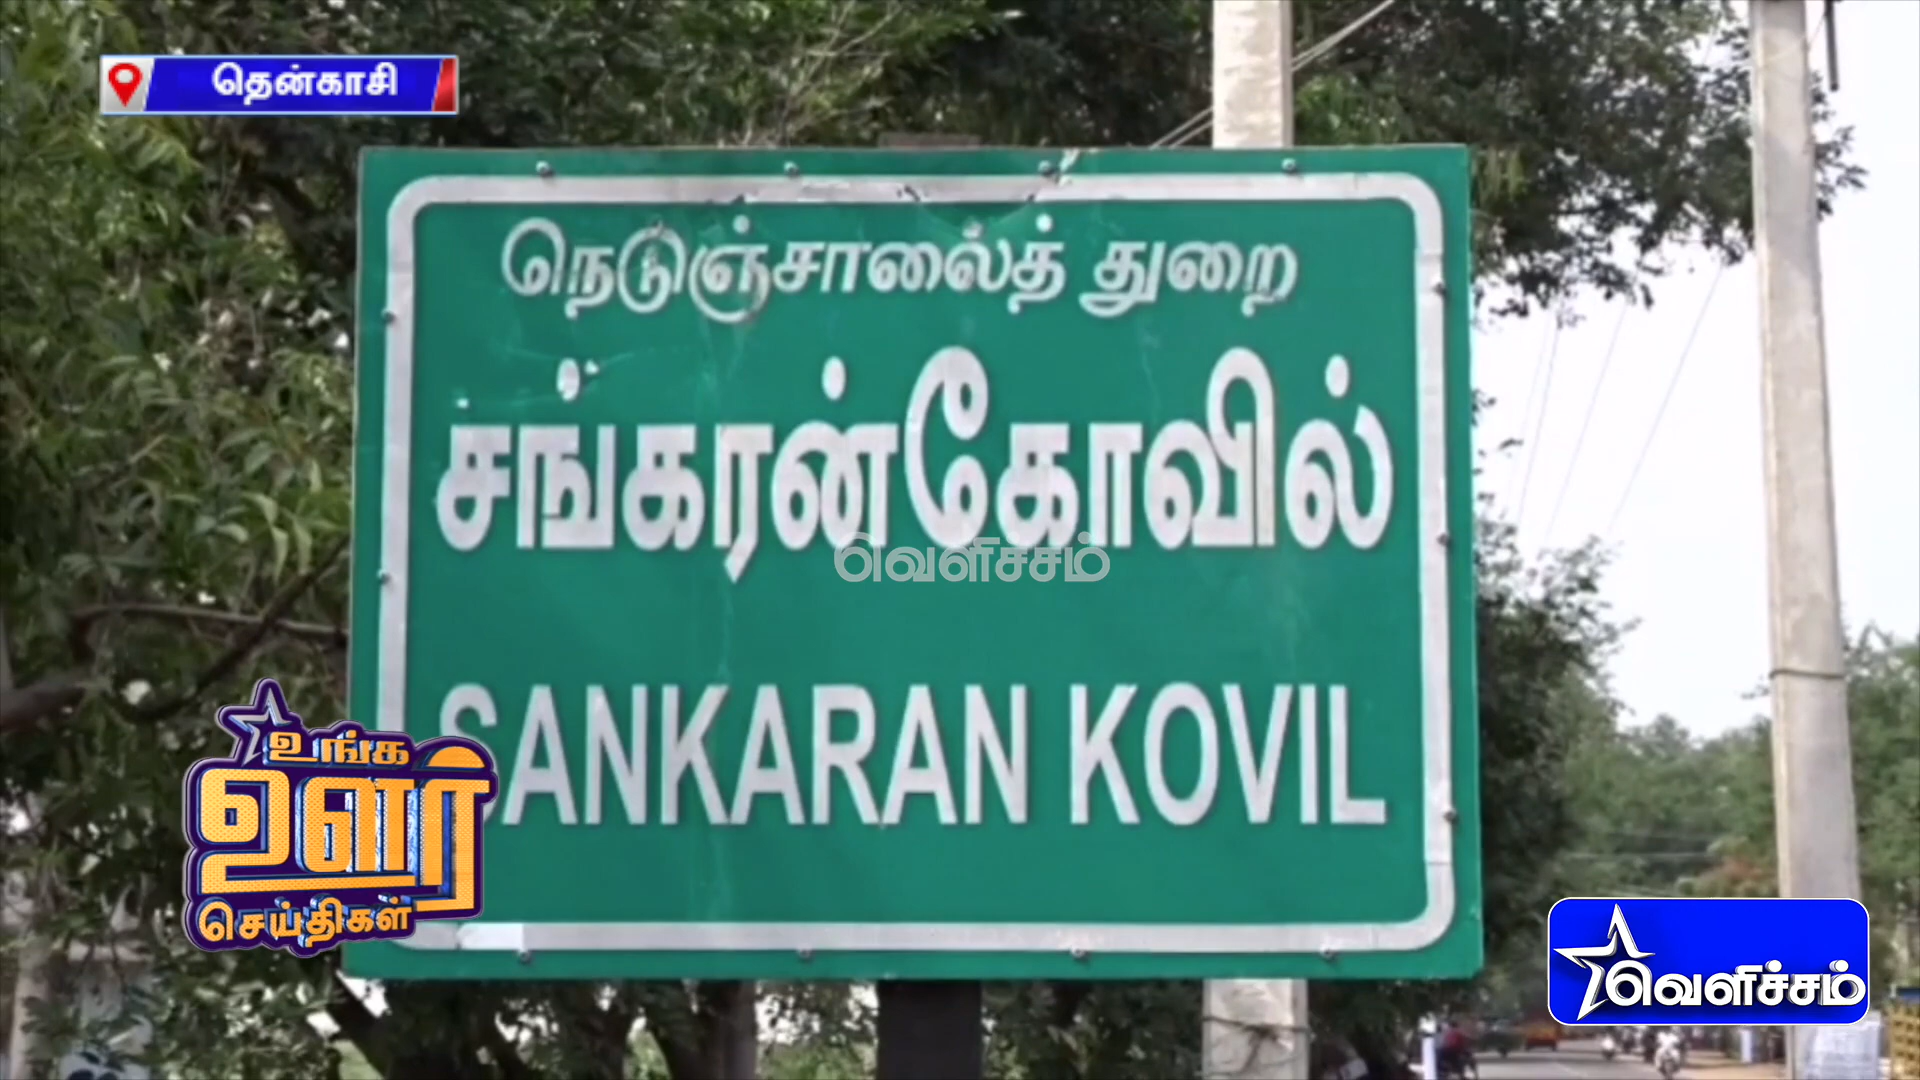 தென்காசி
நெடுஞ்சாலைத் துறை
சங்கரன்கோவில்
வெளிச்சம்
SANKARAN KOVIL
உங்க
ஊர்
செய்திகள்
வெளிச்சம்